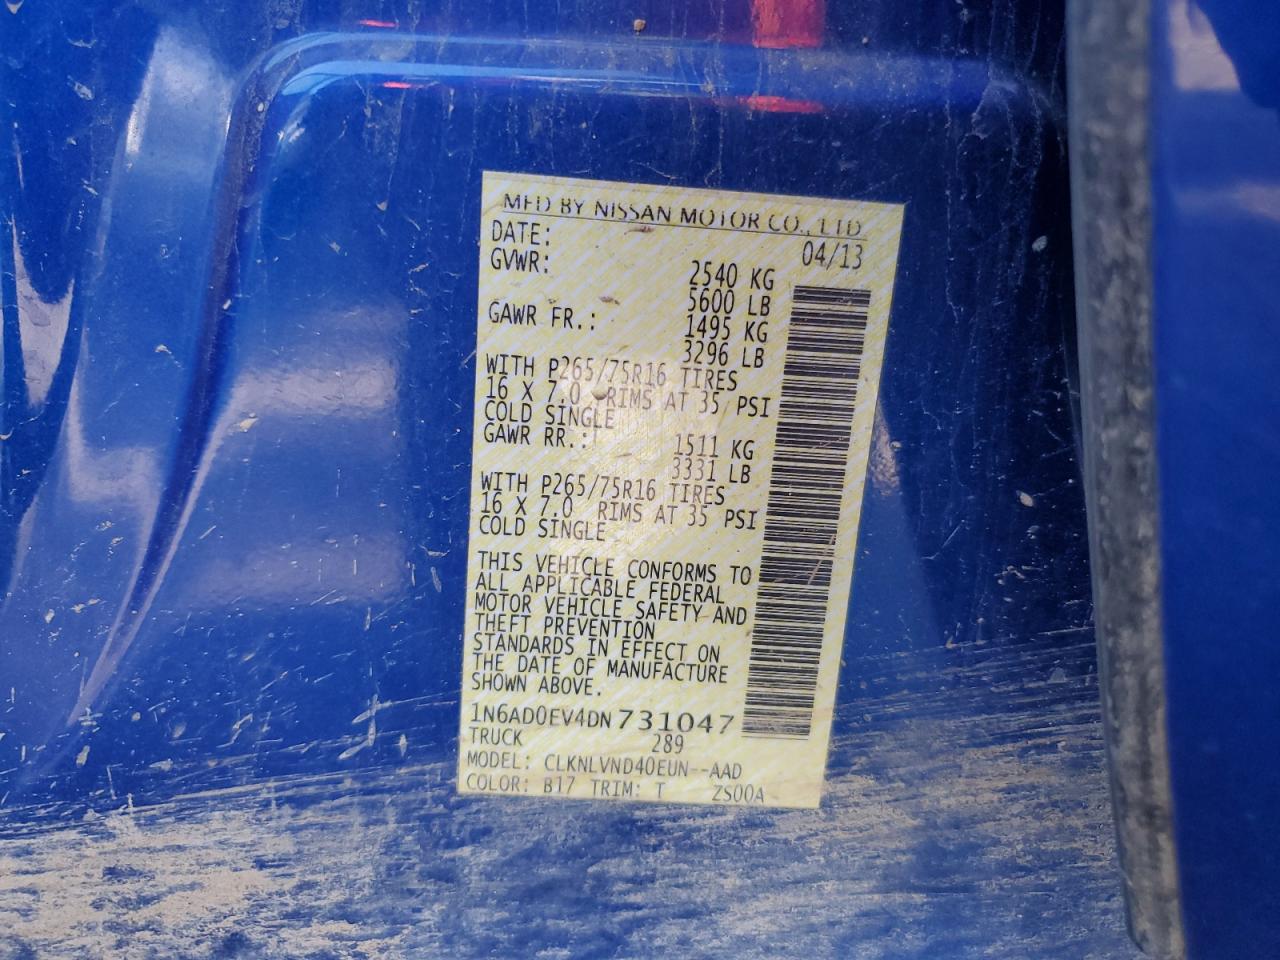 MFD BY NISSAN MOTOR CO., LTD
DATE: 04/13
GVWR: 2540 KG
5600 LB
GAWR FR.: 1495 KG
3296 LB
WITH P265/75R16 TIRES
16 X 7.0 RIMS AT 35 PSI
COLD SINGLE
GAWR RR.: 1511 KG
3331 LB
WITH P265/75R16 TIRES
16 X 7.0 RIMS AT 35 PSI
COLD SINGLE
THIS VEHICLE CONFORMS TO
ALL APPLICABLE FEDERAL
MOTOR VEHICLE SAFETY AND
THEFT PREVENTION
STANDARDS IN EFFECT ON
THE DATE OF MANUFACTURE
SHOWN ABOVE.
1N6AD0EV4DN731047
TRUCK 289
MODEL: CLKNLVND40EUN--AAD
COLOR: B17 TRIM: T ZS00A